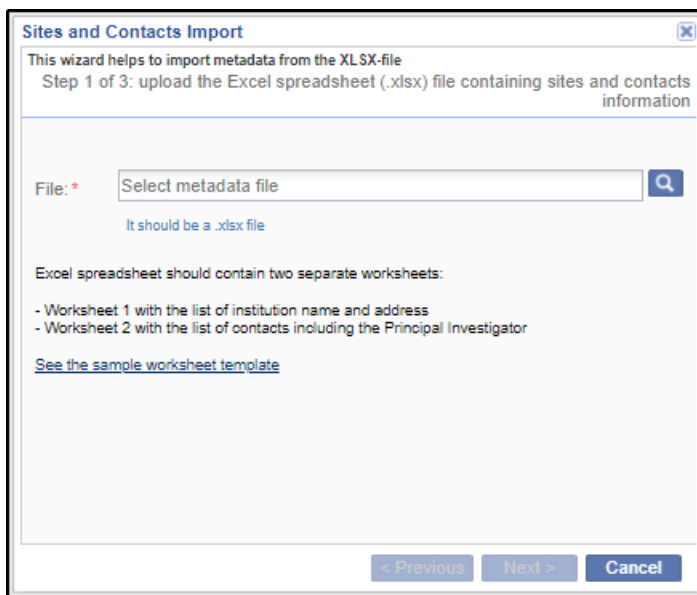 Sites and Contacts Import
This wizard helps to import metadata from the XLSX-file
Step 1 of 3: upload the Excel spreadsheet (.xlsx) file containing sites and contacts
information
File: * Select metadata file
It should be a .xlsx file
Excel spreadsheet should contain two separate worksheets:
- Worksheet 1 with the list of institution name and address
- Worksheet 2 with the list of contacts including the Principal Investigator
See the sample worksheet template
< Previous Next > Cancel